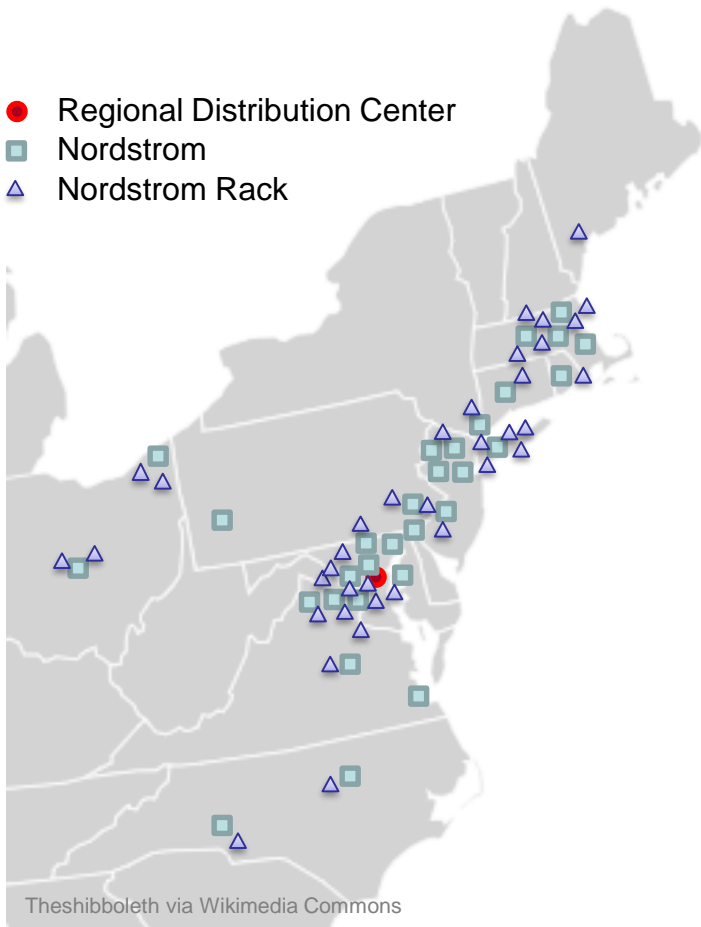 Regional Distribution Center
Nordstrom
Nordstrom Rack
Theshibboleth via Wikimedia Commons